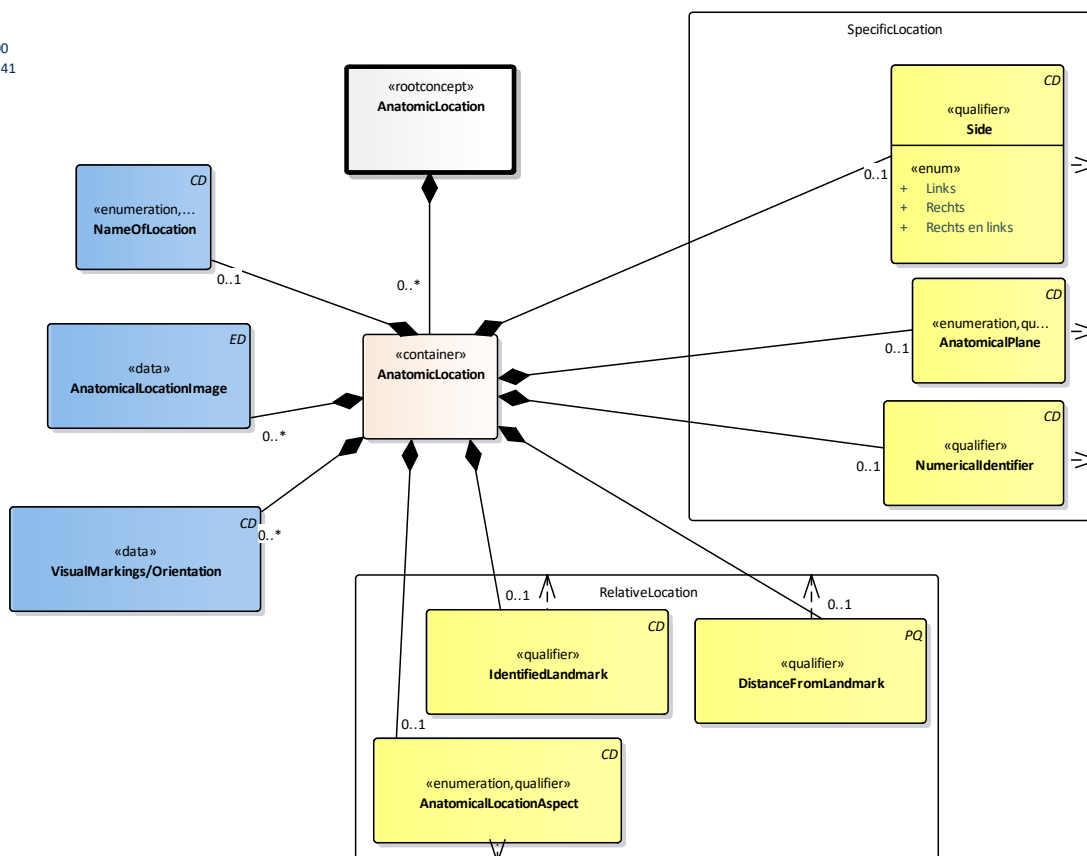 41
SpecificLocation
«rootconcept»
AnatomicLocation
CD
«qualifier»
Side
0..1
«enum»
+ Links
+ Rechts
+ Rechts en links
CD
«enumeration,...
NameOfLocation
0..1
0..*
CD
«enumeration,qu...
AnatomicalPlane
0..1
ED
«data»
AnatomicalLocationImage
0..*
«container»
AnatomicLocation
CD
«qualifier»
NumericalIdentifier
0..1
CD
«data»
VisualMarkings/Orientation
0..*
RelativeLocation
0..1
0..1
CD
«qualifier»
IdentifiedLandmark
PQ
«qualifier»
DistanceFromLandmark
0..1
CD
«enumeration,qualifier»
AnatomicalLocationAspect